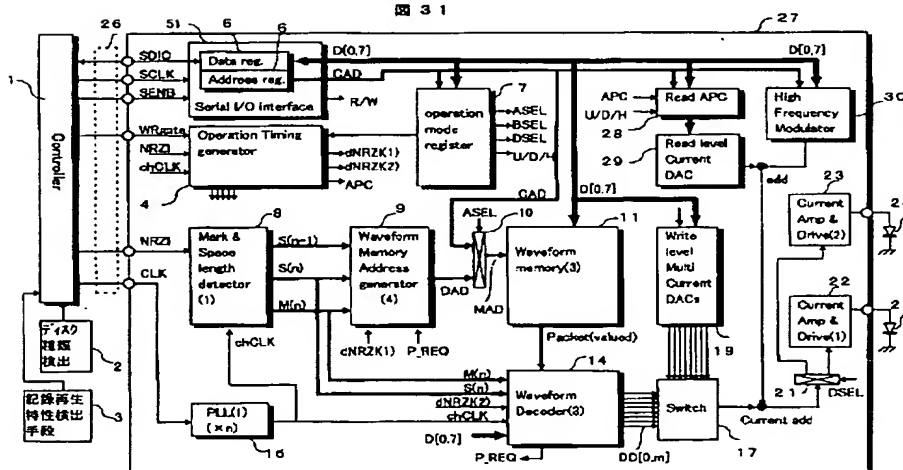 図 31
26
51
6
6
27
SDIO
SCLK
SENB
Data reg.
Address reg.
Serial I/O interface
D[0,7]
CAD
R/W
D[0,7]
1
Controller
WRgate
NRZI
chCLK
Operation Timing generator
4
dNRZK(1)
dNRZK(2)
APC
operation mode register
7
ASEL
BSEL
DSEL
U/D/H
APC
U/D/H
Read APC
28
Read level Current DAC
29
High Frequency Modulator
30
add
CAD
D[0,7]
NRZI
CLK
8
Mark & Space length detector (1)
S(n-1)
S(n)
M(n)
9
Waveform Memory Address generator (4)
DAD
dNRZK(1)
P_REQ
ASEL
10
MAD
11
Waveform memory(3)
Write level Multi Current DACs
19
23
Current Amp & Drive(2)
22
Current Amp & Drive(1)
21
DSEL
chCLK
Packet(valued)
ディスク種類検出
2
記録再生特性検出手段
3
PLL(1) (×n)
16
M(n)
S(n)
dNRZK(2)
chCLK
D[0,7]
14
Waveform Decoder(3)
P_REQ
DD[0,m]
Switch
17
Current add